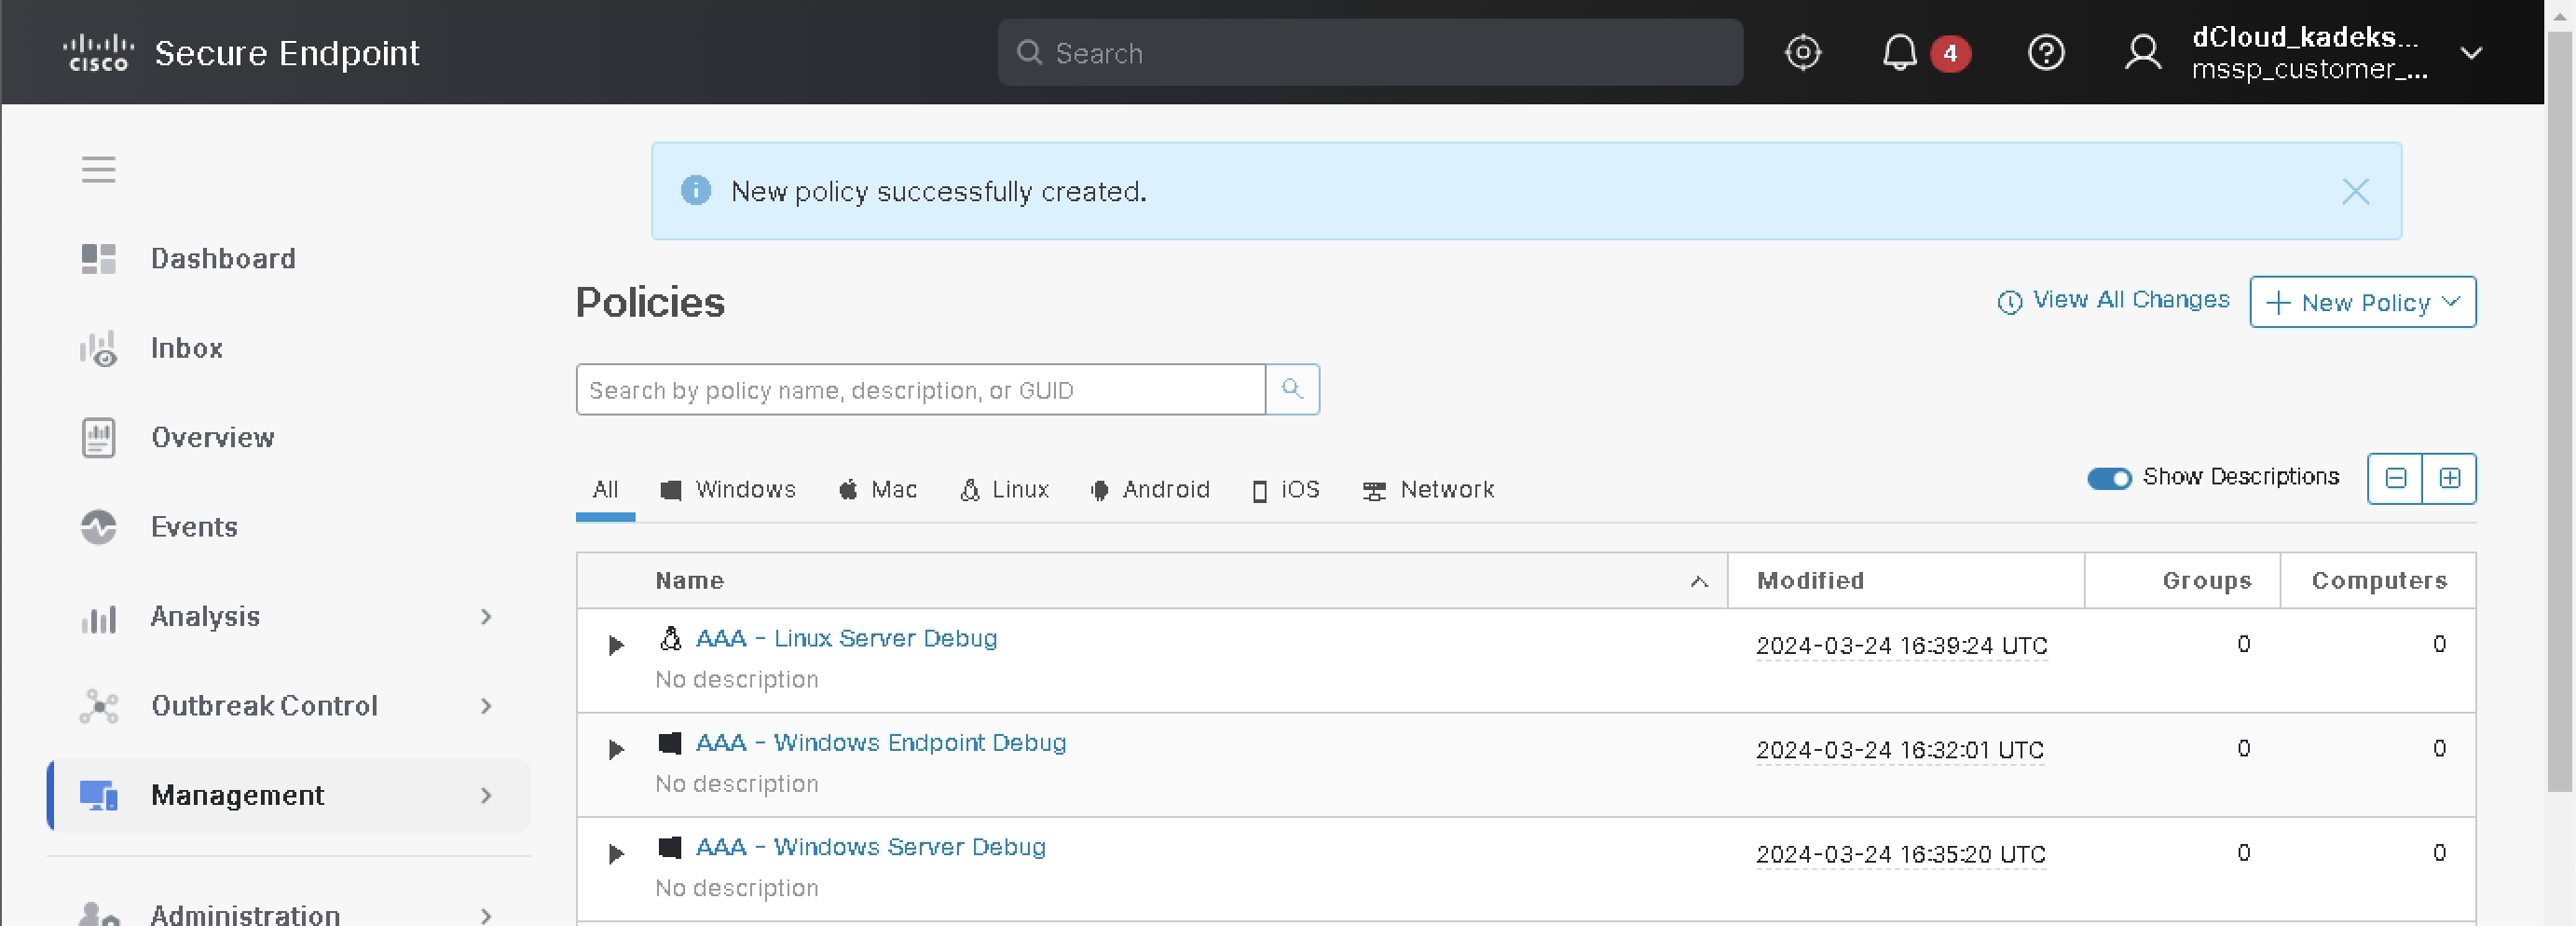 CISCO Secure Endpoint
Search
4
dCloud_kadeks...
mssp_customer_...
New policy successfully created.
Dashboard
Inbox
Overview
Events
Analysis
Outbreak Control
Management
Administration
Policies
View All Changes
New Policy
Search by policy name, description, or GUID
All Windows Mac Linux Android iOS Network
Show Descriptions
Name Modified Groups Computers
AAA - Linux Server Debug 2024-03-24 16:39:24 UTC 0 0
No description
AAA - Windows Endpoint Debug 2024-03-24 16:32:01 UTC 0 0
No description
AAA - Windows Server Debug 2024-03-24 16:35:20 UTC 0 0
No description